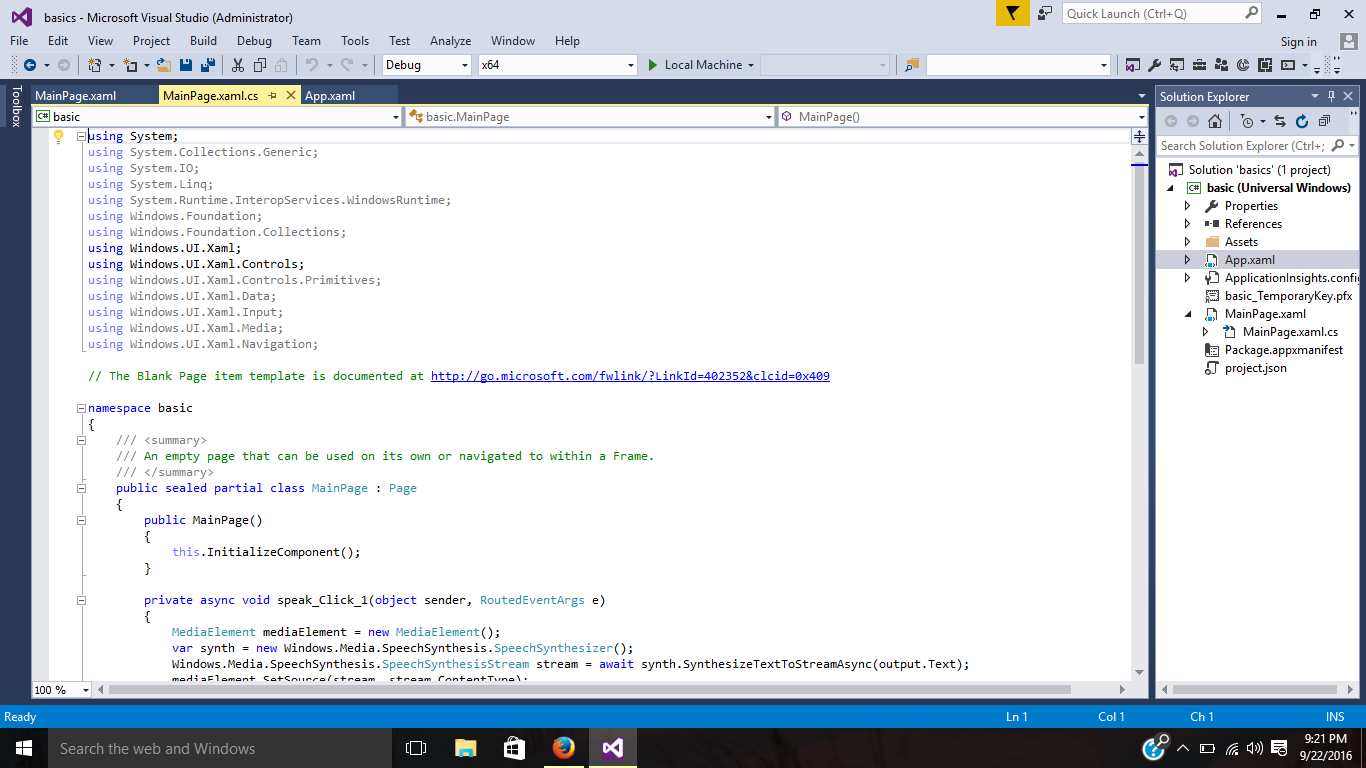 basics - Microsoft Visual Studio (Administrator)
Quick Launch (Ctrl+Q)
File Edit View Project Build Debug Team Tools Test Analyze Window Help
Sign in
Debug x64 Local Machine
Toolbox
MainPage.xaml MainPage.xaml.cs App.xaml
C# basic basic.MainPage MainPage()
using System;
using System.Collections.Generic;
using System.IO;
using System.Linq;
using System.Runtime.InteropServices.WindowsRuntime;
using Windows.Foundation;
using Windows.Foundation.Collections;
using Windows.UI.Xaml;
using Windows.UI.Xaml.Controls;
using Windows.UI.Xaml.Controls.Primitives;
using Windows.UI.Xaml.Data;
using Windows.UI.Xaml.Input;
using Windows.UI.Xaml.Media;
using Windows.UI.Xaml.Navigation;
// The Blank Page item template is documented at http://go.microsoft.com/fwlink/?LinkId=402352&clcid=0x409
namespace basic
{
/// <summary>
/// An empty page that can be used on its own or navigated to within a Frame.
/// </summary>
public sealed partial class MainPage : Page
{
public MainPage()
{
this.InitializeComponent();
}
private async void speak_Click_1(object sender, RoutedEventArgs e)
{
MediaElement mediaElement = new MediaElement();
var synth = new Windows.Media.SpeechSynthesis.SpeechSynthesizer();
Windows.Media.SpeechSynthesis.SpeechSynthesisStream stream = await synth.SynthesizeTextToStreamAsync(output.Text);
mediaElement.SetSource(stream, stream.ContentType);
100 %
Solution Explorer
Search Solution Explorer (Ctrl+;
Solution 'basics' (1 project)
C# basic (Universal Windows)
Properties
References
Assets
App.xaml
ApplicationInsights.config
basic_TemporaryKey.pfx
MainPage.xaml
MainPage.xaml.cs
Package.appxmanifest
project.json
Ready Ln 1 Col 1 Ch 1 INS
Search the web and Windows
9:21 PM
9/22/2016